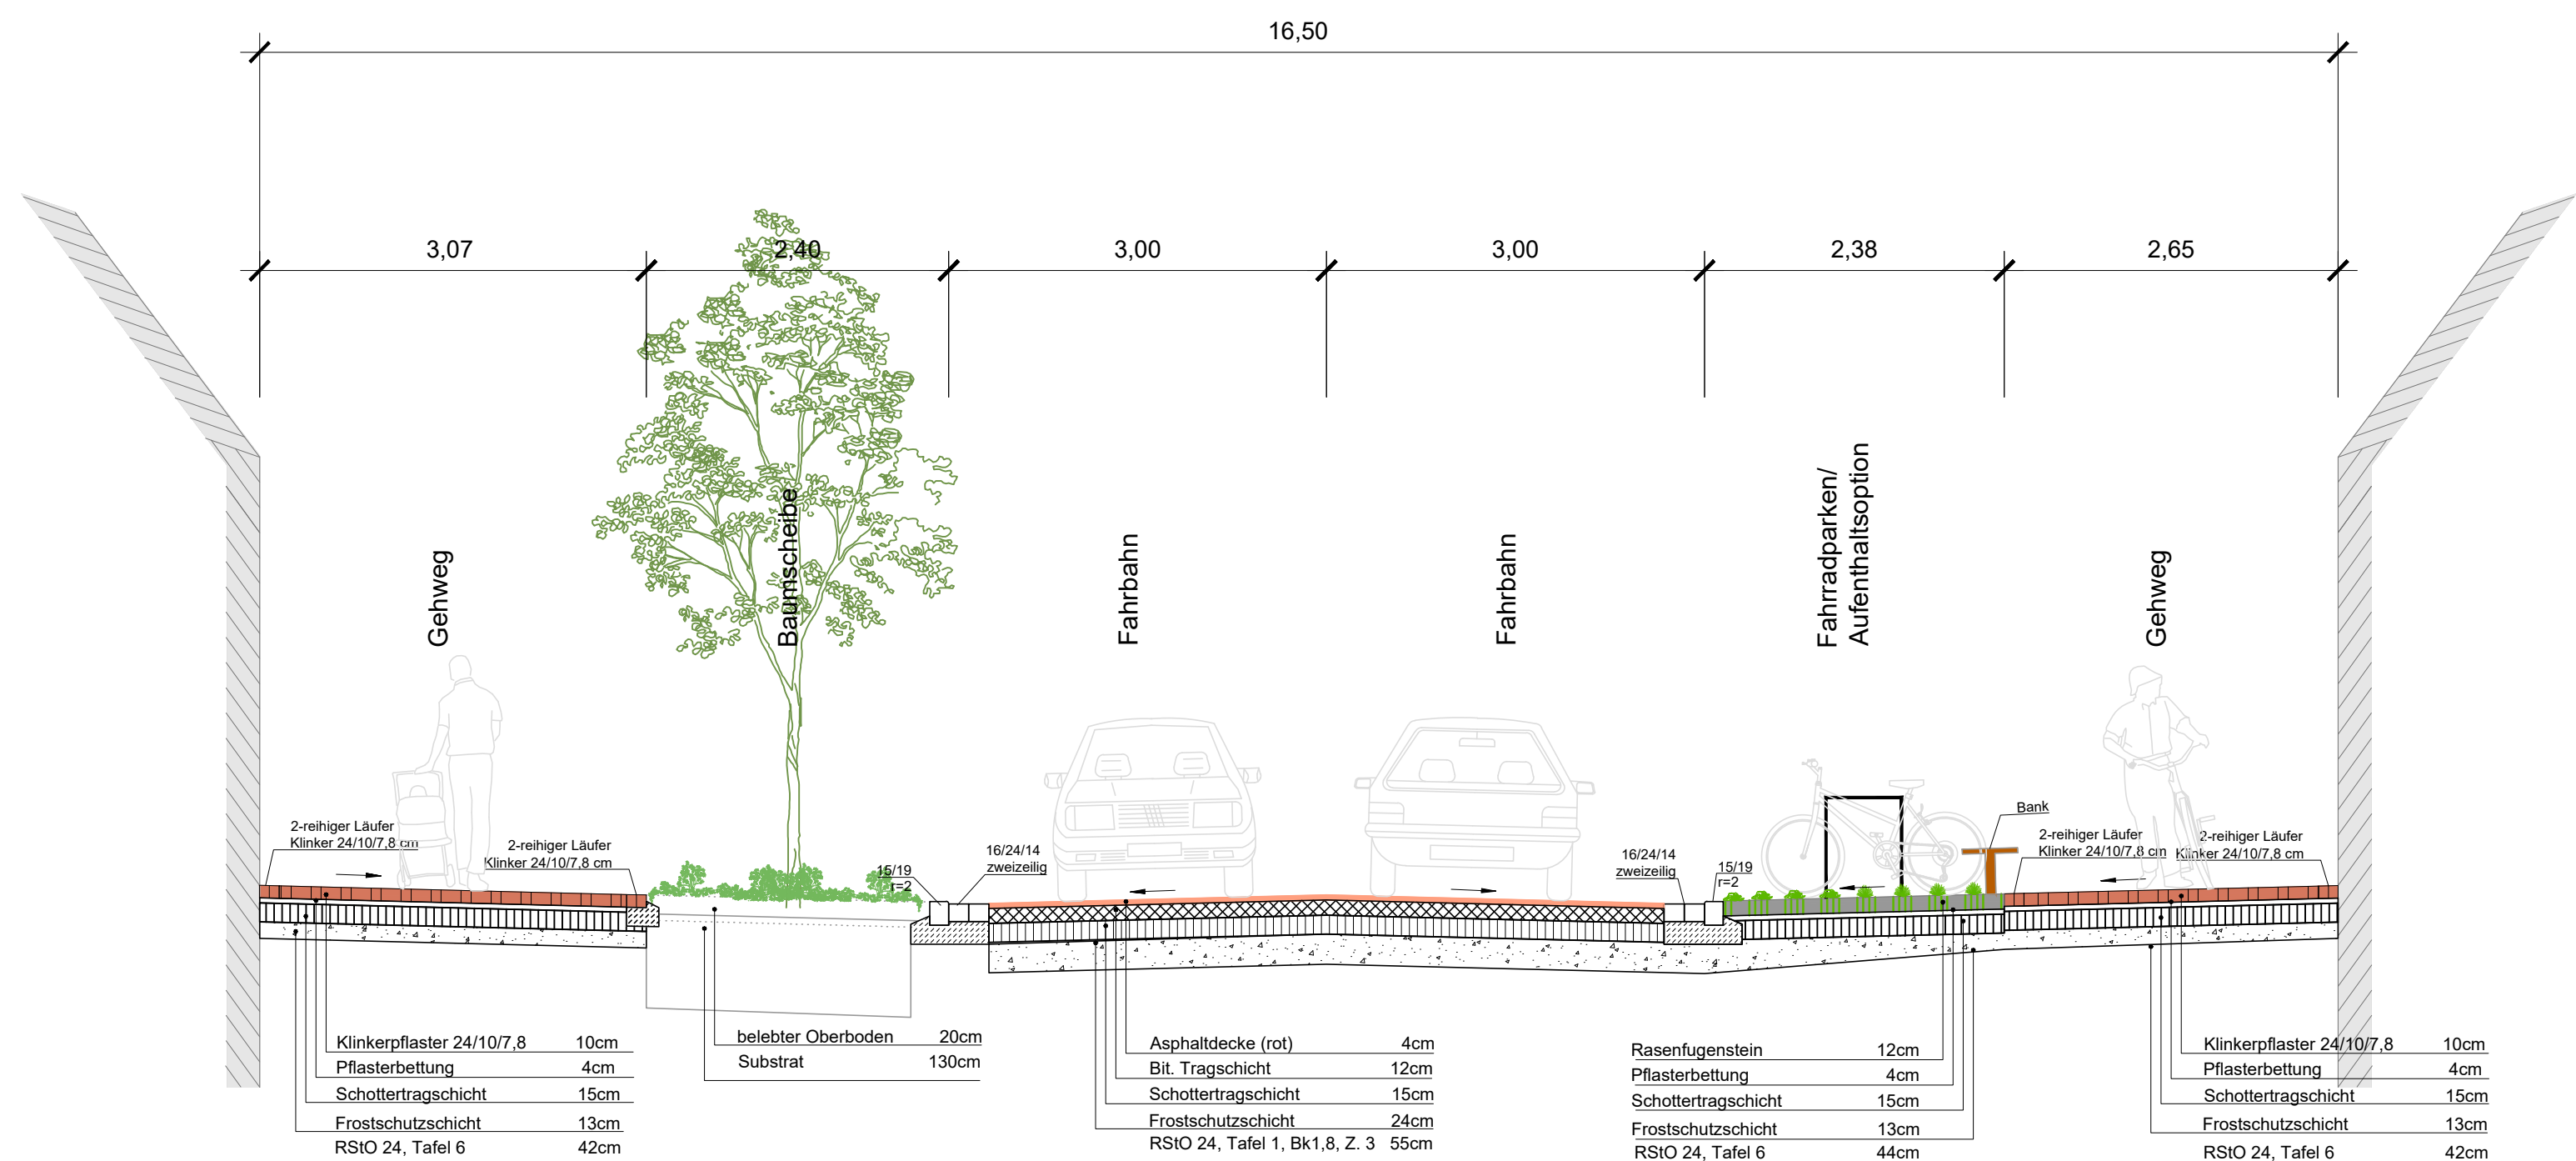 16,50
3,07
2,40
3,00
3,00
2,38
2,65
Gehweg
Baumscheibe
Fahrbahn
Fahrbahn
Fahrradparken/
Aufenthaltsoption
Gehweg
2-reihiger Läufer
Klinker 24/10/7,8 cm
2-reihiger Läufer
Klinker 24/10/7,8 cm
15/19
r=2
16/24/14
zweizeilig
16/24/14
zweizeilig
15/19
r=2
Bank
2-reihiger Läufer
Klinker 24/10/7,8 cm
2-reihiger Läufer
Klinker 24/10/7,8 cm
Klinkerpflaster 24/10/7,8 10cm
Pflasterbettung 4cm
Schottertragschicht 15cm
Frostschutzschicht 13cm
RStO 24, Tafel 6 42cm
belebter Oberboden 20cm
Substrat 130cm
Asphaltdecke (rot) 4cm
Bit. Tragschicht 12cm
Schottertragschicht 15cm
Frostschutzschicht 24cm
RStO 24, Tafel 1, Bk1,8, Z. 3 55cm
Rasenfugenstein 12cm
Pflasterbettung 4cm
Schottertragschicht 15cm
Frostschutzschicht 13cm
RStO 24, Tafel 6 44cm
Klinkerpflaster 24/10/7,8 10cm
Pflasterbettung 4cm
Schottertragschicht 15cm
Frostschutzschicht 13cm
RStO 24, Tafel 6 42cm